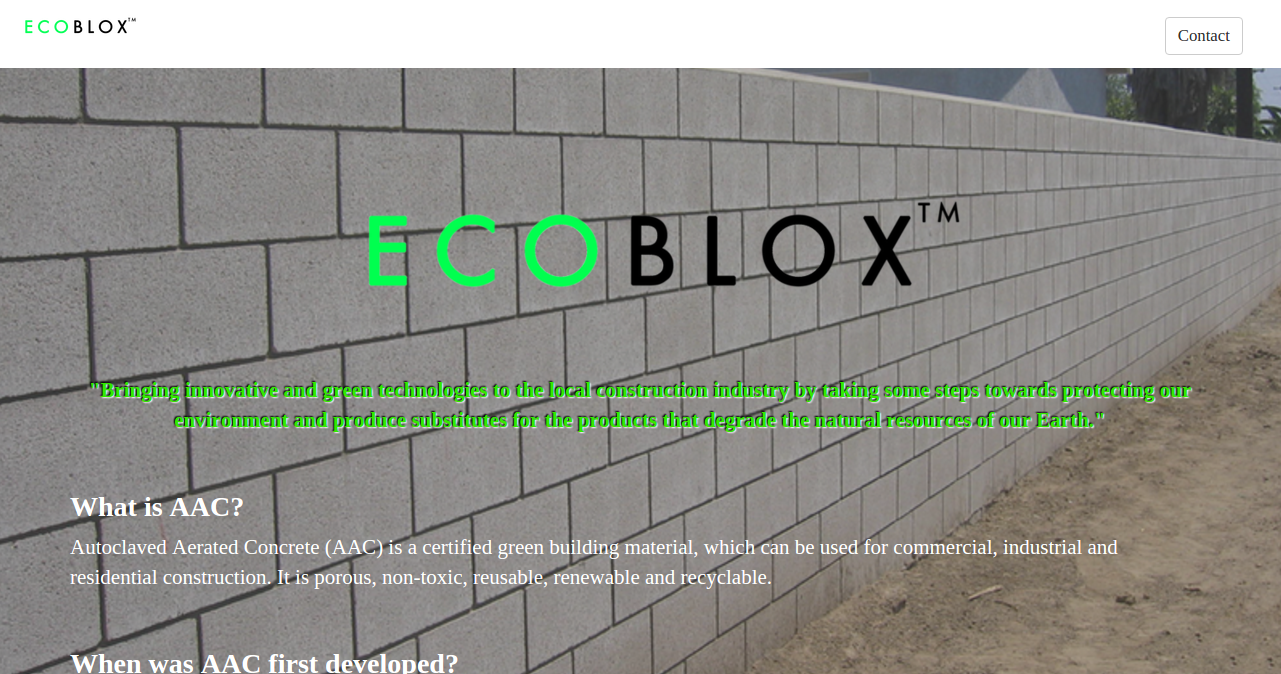 ECOBLOX™
Contact
ECOBLOX™
"Bringing innovative and green technologies to the local construction industry by taking some steps towards protecting our
environment and produce substitutes for the products that degrade the natural resources of our Earth."
What is AAC?
Autoclaved Aerated Concrete (AAC) is a certified green building material, which can be used for commercial, industrial and
residential construction. It is porous, non-toxic, reusable, renewable and recyclable.
When was AAC first developed?